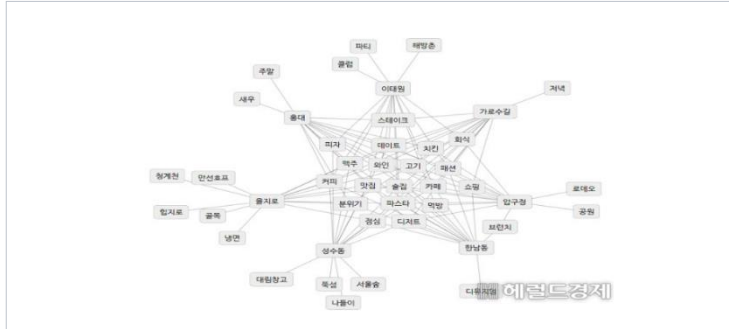 파티
해방촌
클럽
주말
이태원
저녁
새우
홍대
스테이크
가로수길
피자
데이트
치킨
회식
맥주
와인
고기
패션
청계천
만선호프
커피
맛집
술집
카페
쇼핑
을지로
분위기
파스타
먹방
압구정
로데오
힙지로
골목
점심
디저트
브런치
공원
냉면
성수동
한남동
대림창고
뚝섬
서울숲
나들이
헤럴드경제